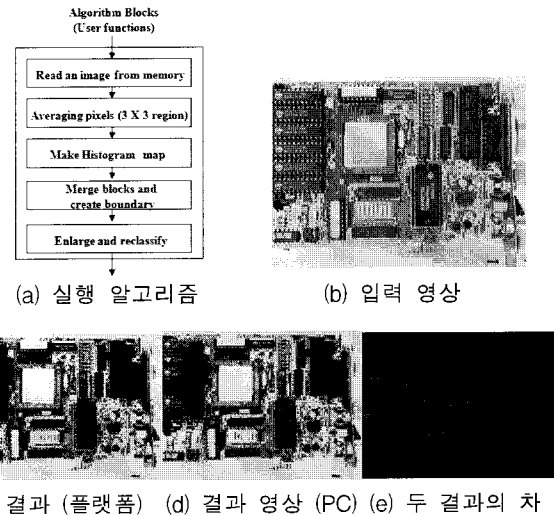 Algorithm Blocks
(User functions)
Read an image from memory
Averaging pixels (3 X 3 region)
Make Histogram map
Merge blocks and
create boundary
Enlarge and reclassify
(a) 실행 알고리즘
(b) 입력 영상
결과 (플랫폼) (d) 결과 영상 (PC) (e) 두 결과의 차